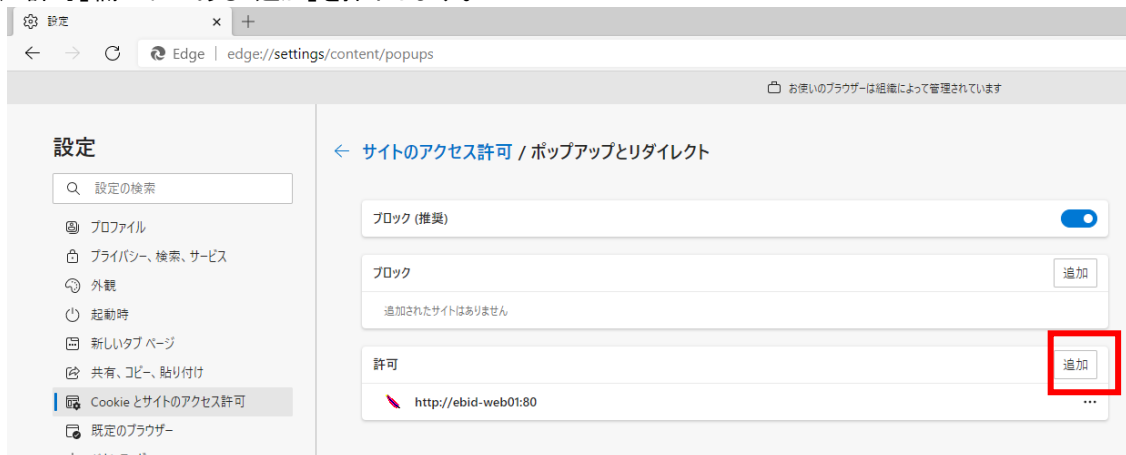 設定
Edge | edge://settings/content/popups
お使いのブラウザーは組織によって管理されています
設定
設定の検索
プロファイル
プライバシー、検索、サービス
外観
起動時
新しいタブ ページ
共有、コピー、貼り付け
Cookie とサイトのアクセス許可
既定のブラウザー
サイトのアクセス許可 / ポップアップとリダイレクト
ブロック (推奨)
ブロック 追加
追加されたサイトはありません
許可 追加
http://ebid-web01:80